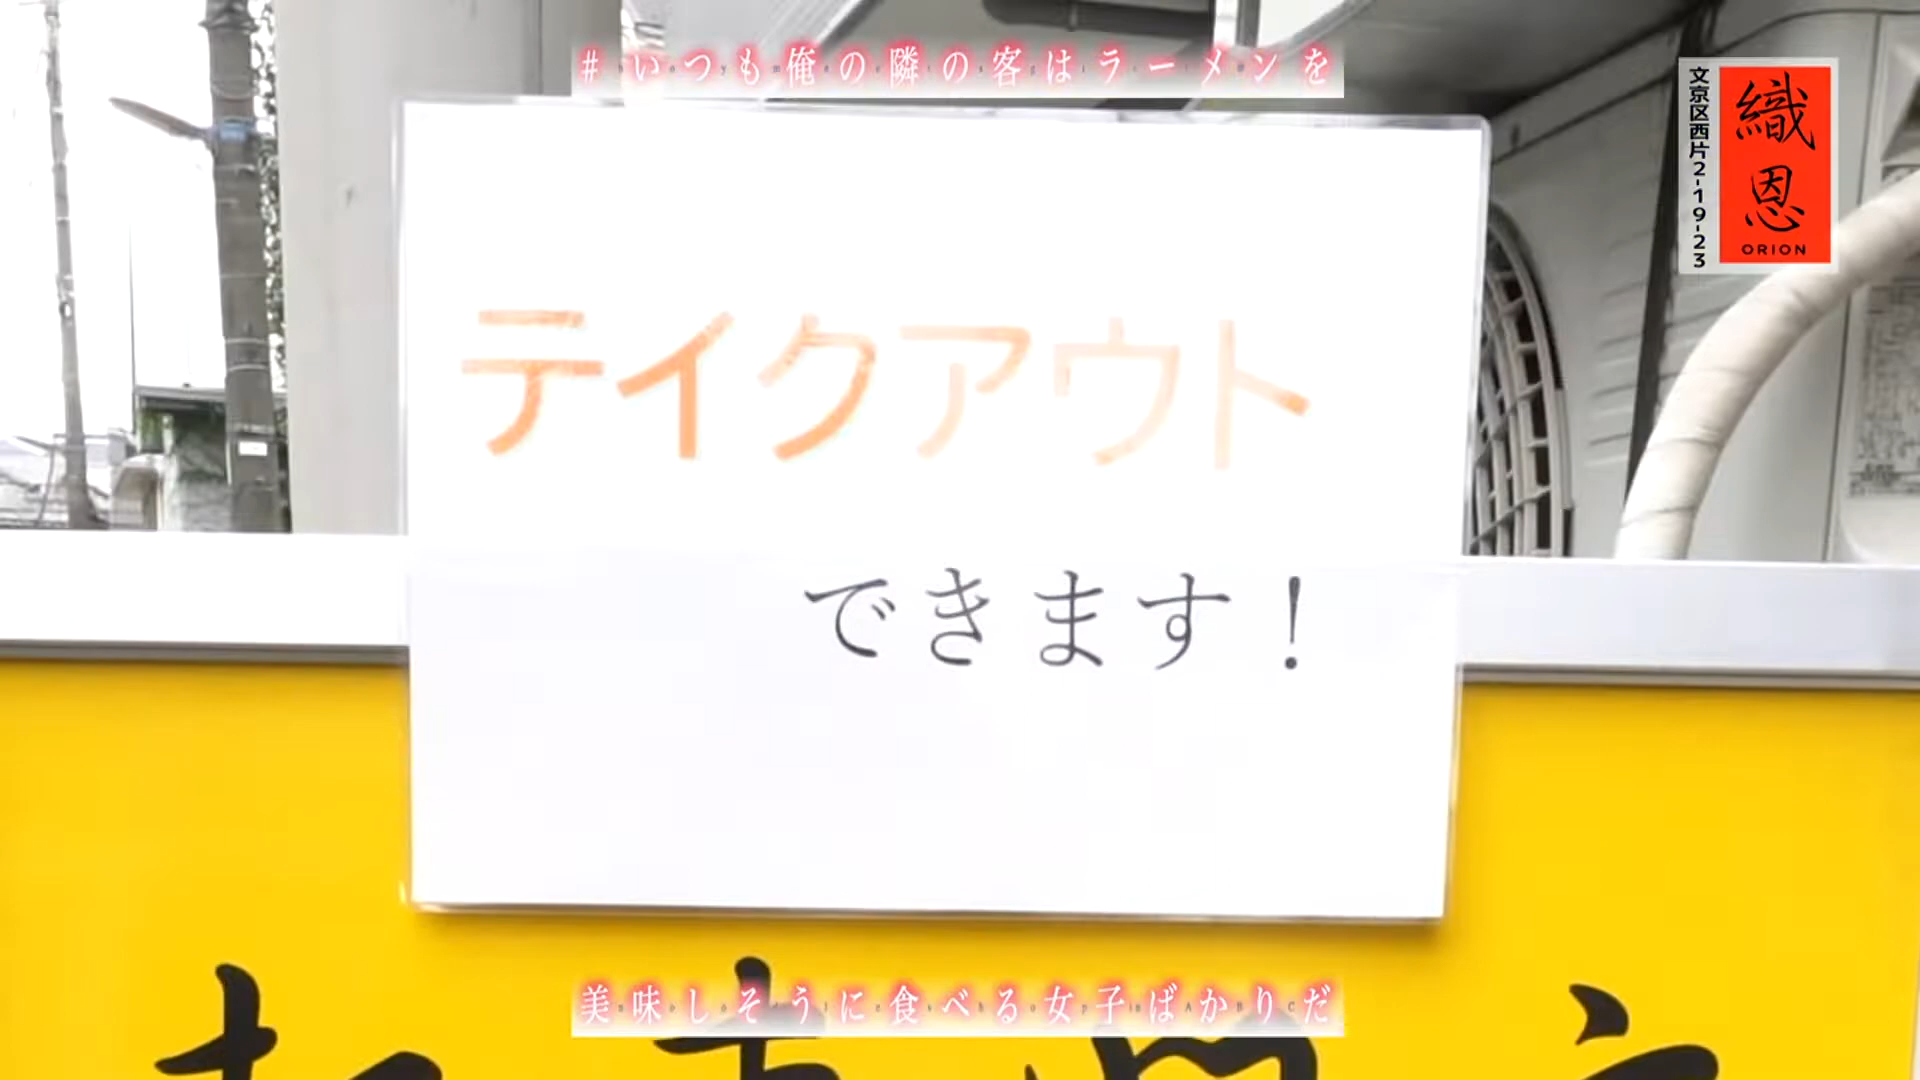 #いつも俺の隣の客はラーメンを
文京区西片2-19-23
織恩
ORION
テイクアウト
できます!
美味しそうに食べる女子ばかりだ